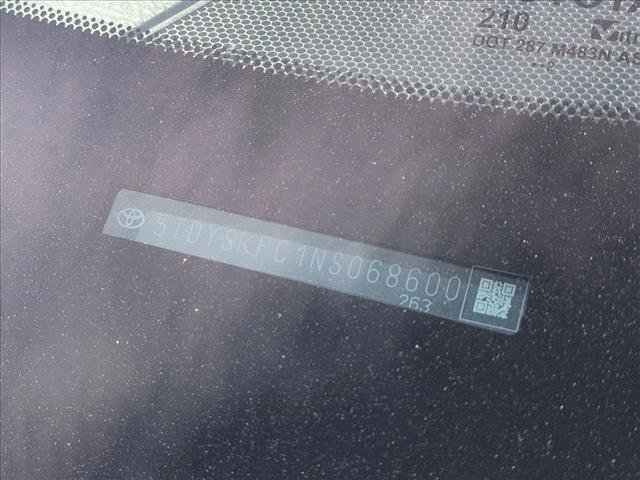 210
DOT-287 M483N AS
5TDYSKFC1NS068600
263